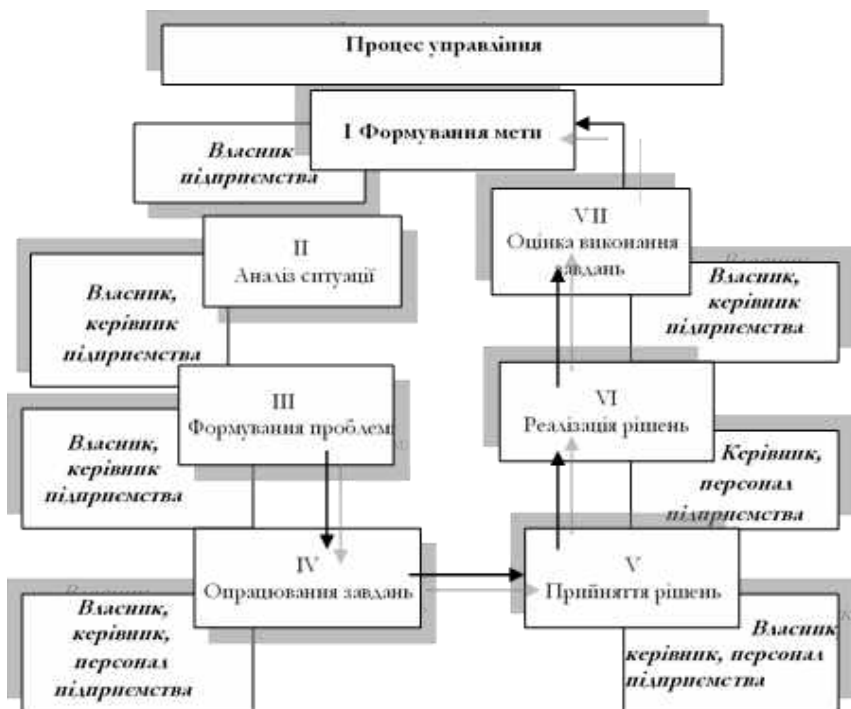 Процес управління
I Формування мети
Власник
підприємства
II
Аналіз ситуації
Власник,
керівник
підприємства
III
Формування проблем
Власник,
керівник
підприємства
IV
Опрацювання завдань
Власник,
керівник,
персонал
підприємства
V
Прийняття рішень
Власник
керівник, персонал
підприємства
VI
Реалізація рішень
Керівник,
персонал
підприємства
VII
Оцінка виконання
завдань
Власник,
керівник
підприємства